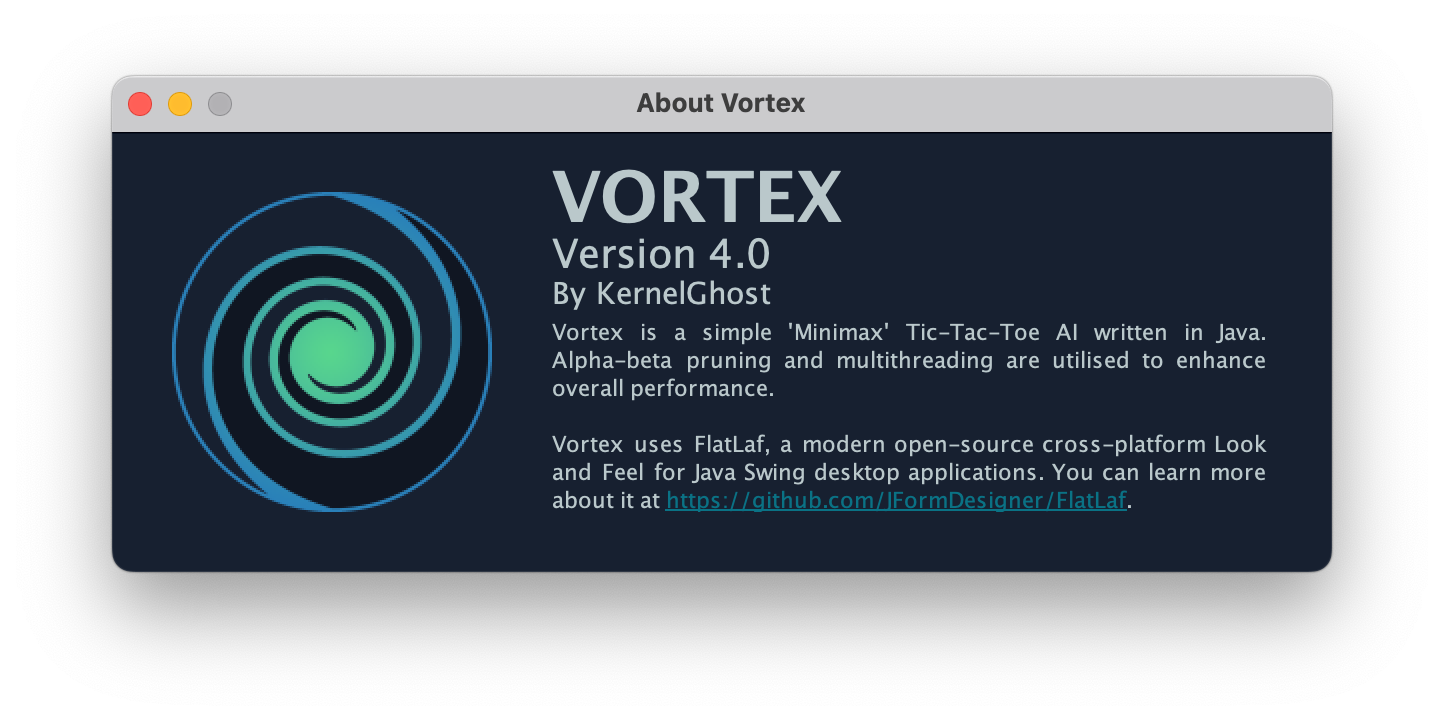 About Vortex
VORTEX
Version 4.0
By KernelGhost
Vortex is a simple 'Minimax' Tic-Tac-Toe AI written in Java.
Alpha-beta pruning and multithreading are utilised to enhance
overall performance.
Vortex uses FlatLaf, a modern open-source cross-platform Look
and Feel for Java Swing desktop applications. You can learn more
about it at https://github.com/JFormDesigner/FlatLaf.